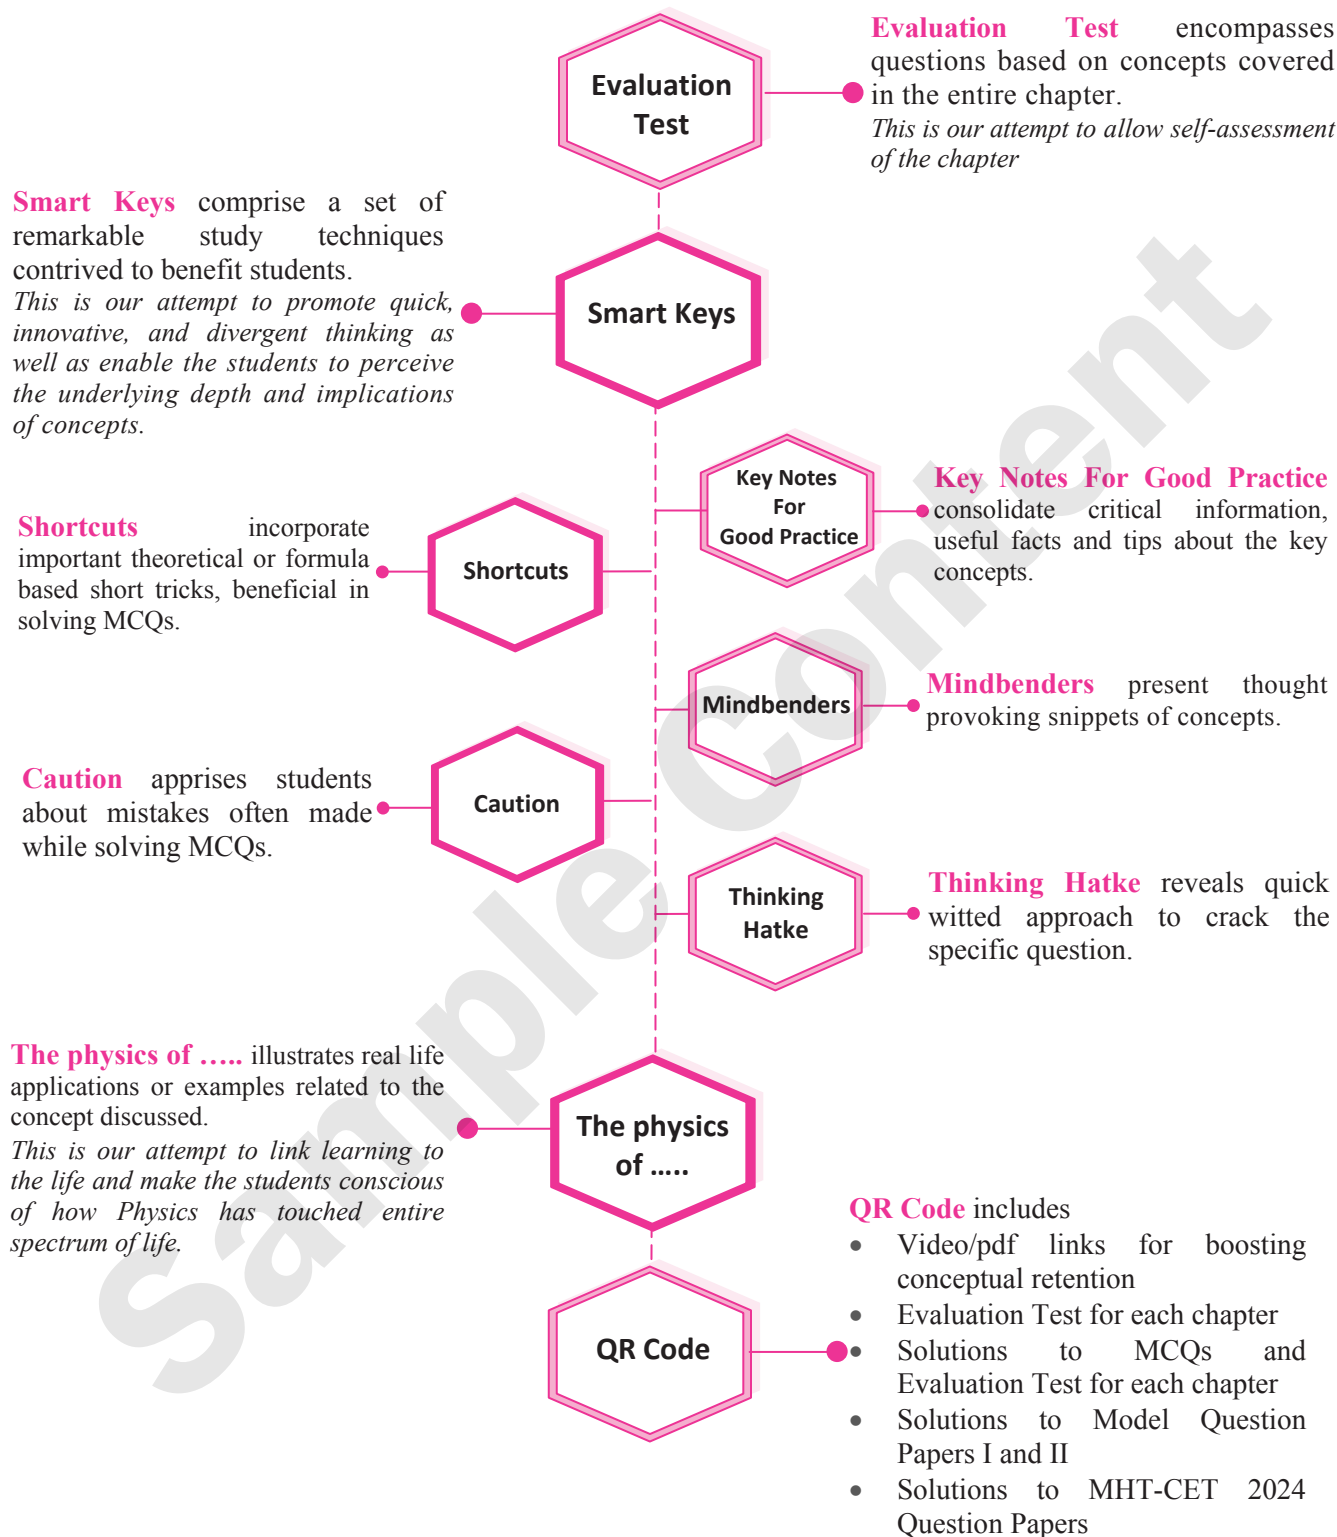 Evaluation
Test
Evaluation Test encompasses
questions based on concepts covered
in the entire chapter.
This is our attempt to allow self-assessment
of the chapter
Smart Keys comprise a set of
remarkable study techniques
contrived to benefit students.
This is our attempt to promote quick,
innovative, and divergent thinking as
well as enable the students to perceive
the underlying depth and implications
of concepts.
Smart Keys
Key Notes
For
Good Practice
Key Notes For Good Practice
consolidate critical information,
useful facts and tips about the key
concepts.
Shortcuts incorporate
important theoretical or formula
based short tricks, beneficial in
solving MCQs.
Shortcuts
Mindbenders
Mindbenders present thought
provoking snippets of concepts.
Caution apprises students
about mistakes often made
while solving MCQs.
Caution
Thinking
Hatke
Thinking Hatke reveals quick
witted approach to crack the
specific question.
The physics of ….. illustrates real life
applications or examples related to the
concept discussed.
This is our attempt to link learning to
the life and make the students conscious
of how Physics has touched entire
spectrum of life.
The physics
of …..
QR Code
QR Code includes
• Video/pdf links for boosting
conceptual retention
• Evaluation Test for each chapter
• Solutions to MCQs and
Evaluation Test for each chapter
• Solutions to Model Question
Papers I and II
• Solutions to MHT-CET 2024
Question Papers
Sample Content